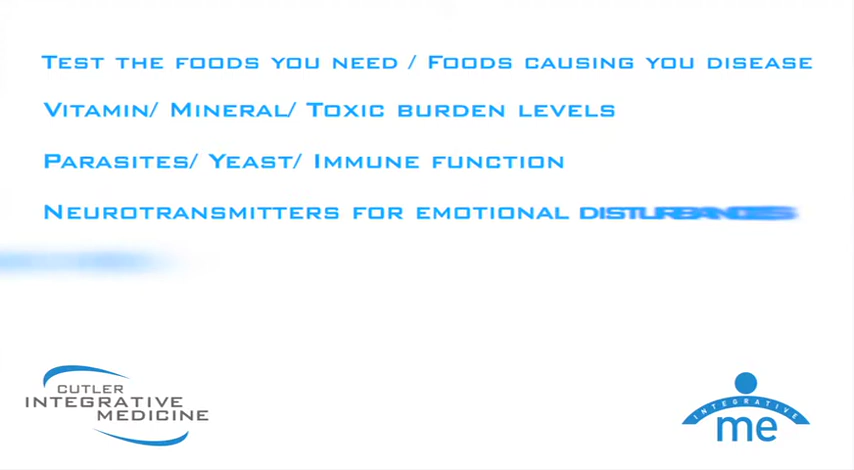 TEST THE FOODS YOU NEED / FOODS CAUSING YOU DISEASE
VITAMIN/ MINERAL/ TOXIC BURDEN LEVELS
PARASITES/ YEAST/ IMMUNE FUNCTION
NEUROTRANSMITTERS FOR EMOTIONAL DISTURBANCES
CUTLER
INTEGRATIVE
MEDICINE
INTEGRATIVE
me